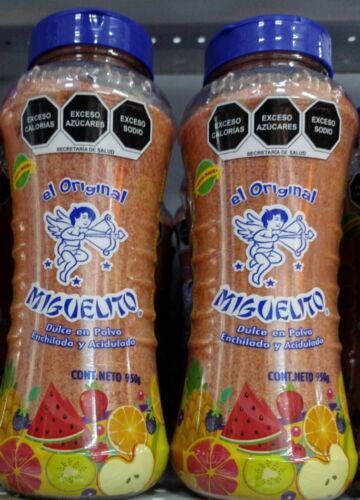 EXCESO CALORÍAS
EXCESO AZÚCARES
EXCESO SODIO
SECRETARÍA DE SALUD
el Original
MIGUELITO
Dulce en Polvo
Enchilado y Acidulado
CONT.NETO 950g
EXCESO CALORÍAS
EXCESO AZÚCARES
EXCESO SODIO
SECRETARÍA DE SALUD
el Original
MIGUELITO
Dulce en Polvo
Enchilado y Acidulado
CONT.NETO 950g